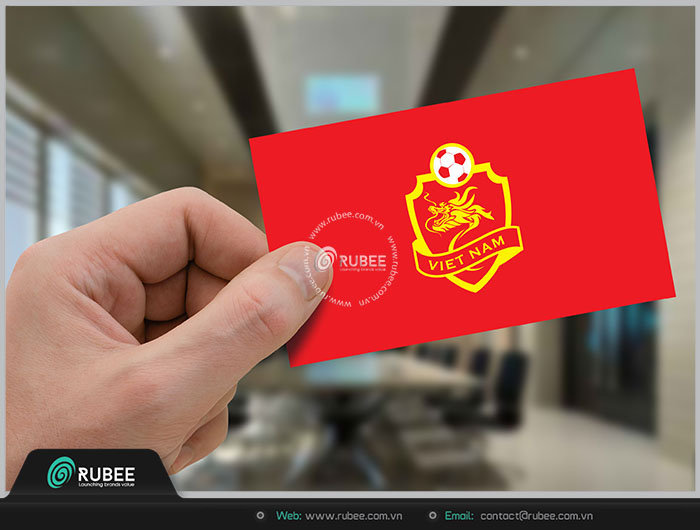 VIET NAM
www.rubee.com.vn
RUBEE
Launching brands value
www.rubee.com.vn
RUBEE
Launching brands value
Web: www.rubee.com.vn
Email: contact@rubee.com.vn